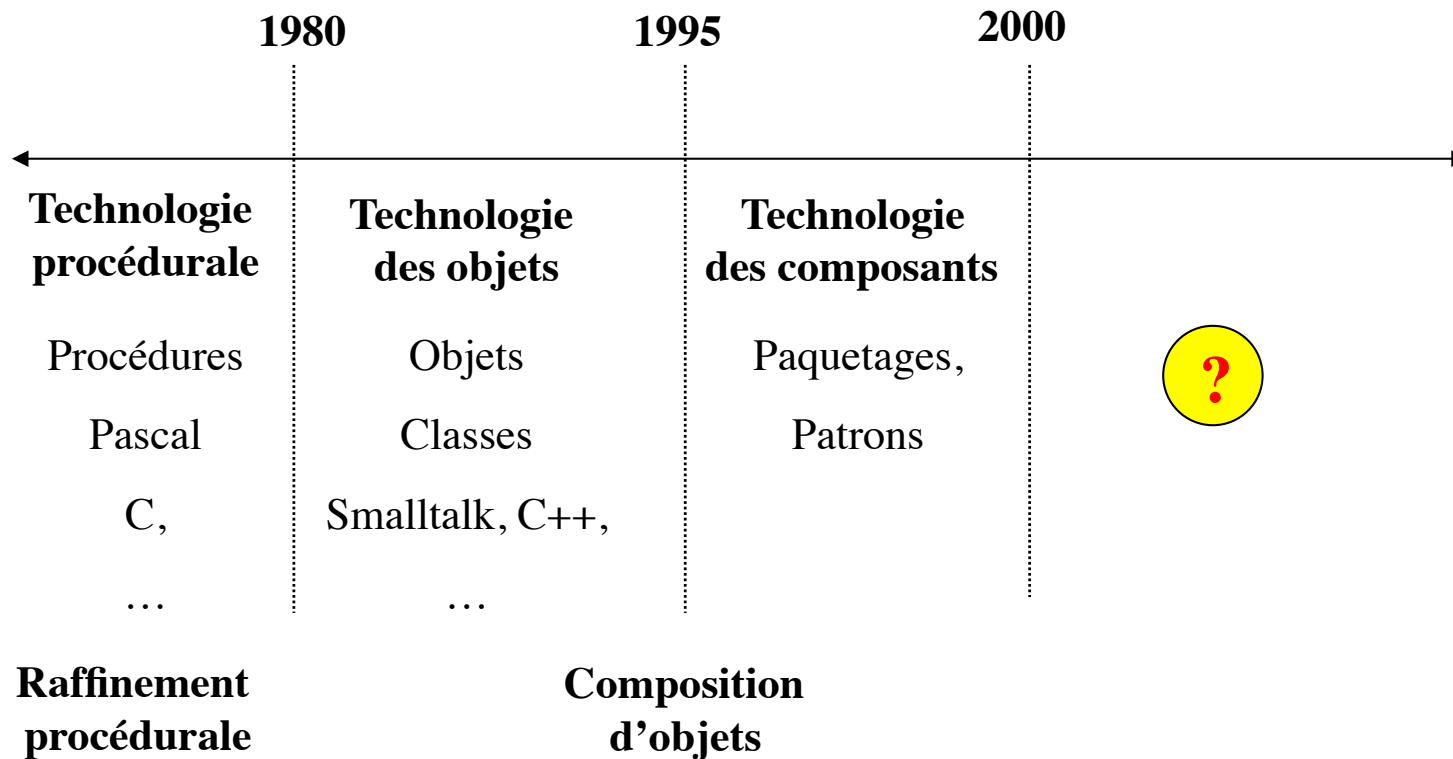 1980
1995
2000
Technologie
procédurale
Procédures
Pascal
C,
…
Technologie
des objets
Objets
Classes
Smalltalk, C++,
…
Technologie
des composants
Paquetages,
Patrons
?
Raffinement
procédurale
Composition
d’objets